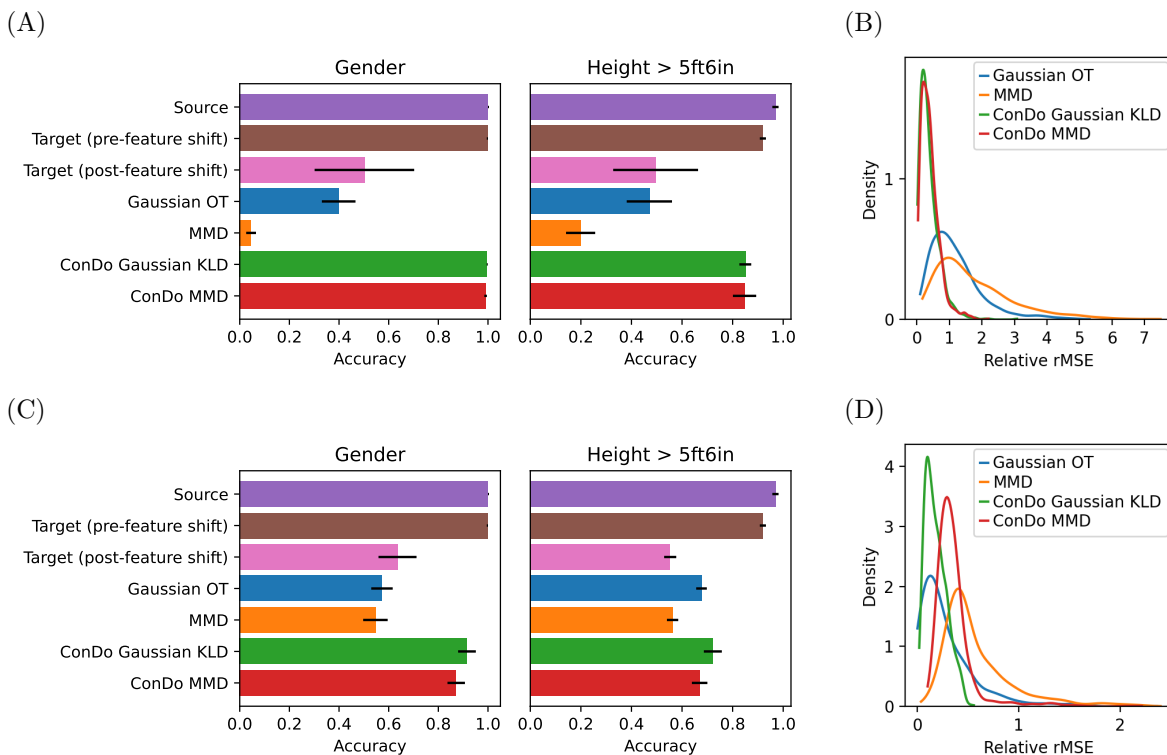 (A)
Gender
Height > 5ft6in
Source
Target (pre-feature shift)
Target (post-feature shift)
Gaussian OT
MMD
ConDo Gaussian KLD
ConDo MMD
0.0 0.2 0.4 0.6 0.8 1.0
Accuracy
0.0 0.2 0.4 0.6 0.8 1.0
Accuracy
(B)
Density
1
0
Gaussian OT
MMD
ConDo Gaussian KLD
ConDo MMD
0 1 2 3 4 5 6 7
Relative rMSE
(C)
Gender
Height > 5ft6in
Source
Target (pre-feature shift)
Target (post-feature shift)
Gaussian OT
MMD
ConDo Gaussian KLD
ConDo MMD
0.0 0.2 0.4 0.6 0.8 1.0
Accuracy
0.0 0.2 0.4 0.6 0.8 1.0
Accuracy
(D)
Density
4
3
2
1
0
Gaussian OT
MMD
ConDo Gaussian KLD
ConDo MMD
0 1 2
Relative rMSE